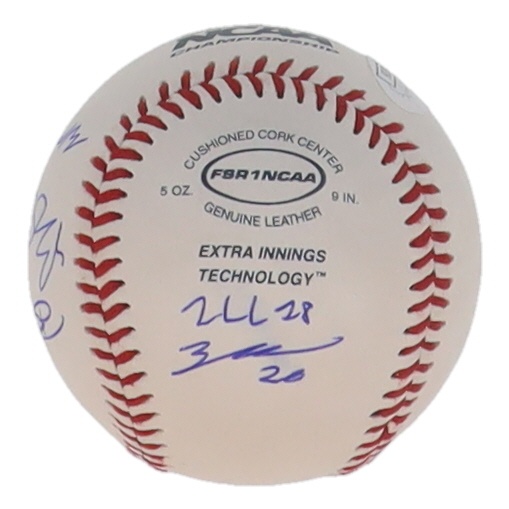 NCAA
CHAMPIONSHIP
CUSHIONED CORK CENTER
FSR1NCAA
5 OZ. 9 IN.
GENUINE LEATHER
EXTRA INNINGS
TECHNOLOGY™
28
20